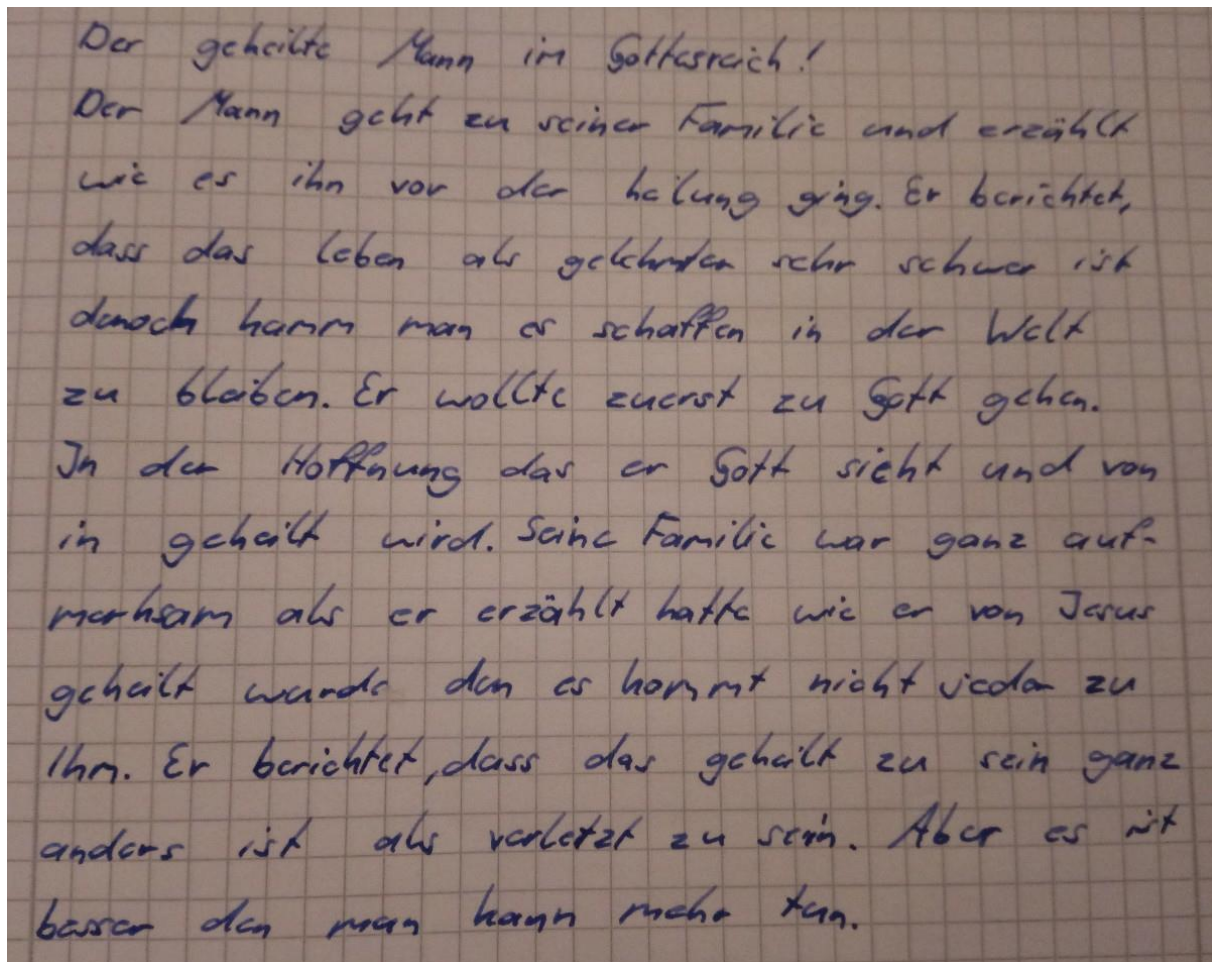 Der geheilte Mann im Gottesreich!
Der Mann geht zu seiner Familie und erzählt
wie es ihn vor der heilung ging. Er berichtet,
dass das leben als gelehmter sehr schwer ist
denoch kamm man es schaffen in der Welt
zu bleiben. Er wollte zuerst zu Gott gehen.
In der Hoffnung das er Gott sieht und von
in geheilt wird. Seine Familie war ganz auf-
merksam als er erzählt hatte wie er von Jesus
geheilt wurde den es kommt nicht jeder zu
Ihm. Er berichtet, dass das geheilt zu sein ganz
anders ist als verletzt zu sein. Aber es ist
besser den man kann mehr tun.